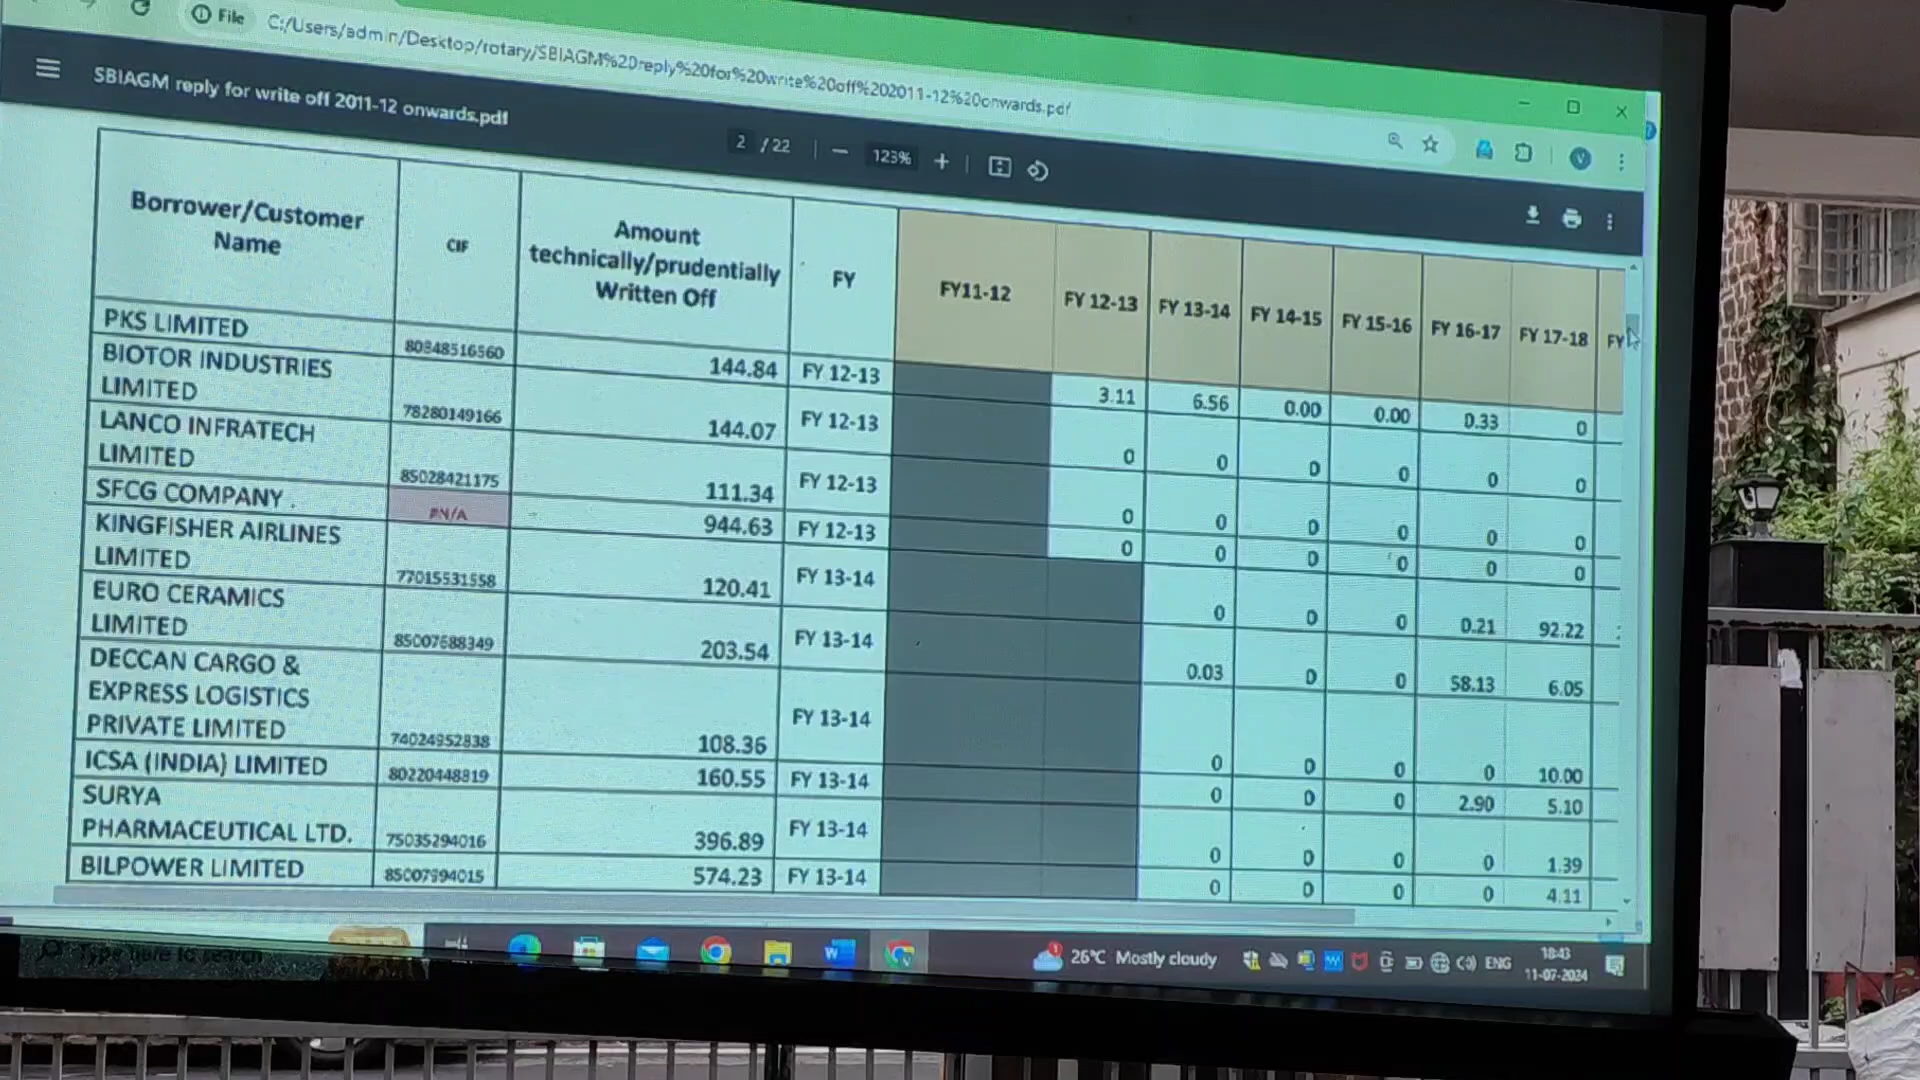 File C:/Users/admin/Desktop/rotary/SBIAGM%20reply%20for%20write%20off%202011-12%20onwards.pdf
SBIAGM reply for write off 2011-12 onwards.pdf
2 / 22 — 123% +
Borrower/Customer Name CIF Amount technically/prudentially Written Off FY FY11-12 FY 12-13 FY 13-14 FY 14-15 FY 15-16 FY 16-17 FY 17-18 FY
PKS LIMITED 80848516560 144.84 FY 12-13 3.11 6.56 0.00 0.00 0.33 0
BIOTOR INDUSTRIES LIMITED 78280149166 144.07 FY 12-13 0 0 0 0 0 0
LANCO INFRATECH LIMITED 85028421175 111.34 FY 12-13 0 0 0 0 0 0
SFCG COMPANY . #N/A 944.63 FY 12-13 0 0 0 0 0 0
KINGFISHER AIRLINES LIMITED 77015531558 120.41 FY 13-14 0 0 0 0.21 92.22
EURO CERAMICS LIMITED 85007688349 203.54 FY 13-14 0.03 0 0 58.13 6.05
DECCAN CARGO & EXPRESS LOGISTICS PRIVATE LIMITED 74024952838 108.36 FY 13-14 0 0 0 0 10.00
ICSA (INDIA) LIMITED 80220448819 160.55 FY 13-14 0 0 0 2.90 5.10
SURYA PHARMACEUTICAL LTD. 75035294016 396.89 FY 13-14 0 0 0 0 1.39
BILPOWER LIMITED 85007994015 574.23 FY 13-14 0 0 0 0 4.11
Type here to search 26°C Mostly cloudy ENG 18:43
11-07-2024